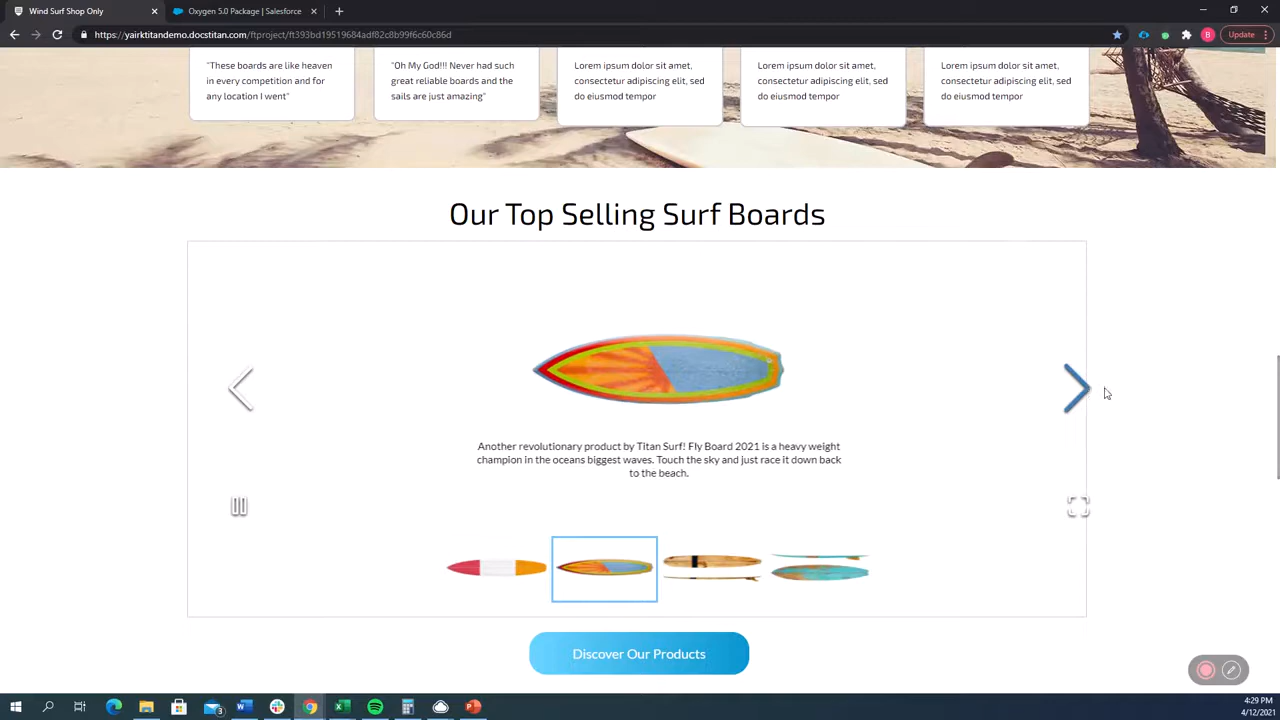 Wind Surf Shop Only
Oxygen 5.0 Package | Salesforce
https://yairktitandemo.docstitan.com/ftproject/ft393bd19519684adf82c8b99f6c60c86d
B
Update
"These boards are like heaven
in every competition and for
any location I went"
"Oh My God!!! Never had such
great reliable boards and the
sails are just amazing"
Lorem ipsum dolor sit amet,
consectetur adipiscing elit, sed
do eiusmod tempor
Lorem ipsum dolor sit amet,
consectetur adipiscing elit, sed
do eiusmod tempor
Lorem ipsum dolor sit amet,
consectetur adipiscing elit, sed
do eiusmod tempor
Our Top Selling Surf Boards
Another revolutionary product by Titan Surf! Fly Board 2021 is a heavy weight
champion in the oceans biggest waves. Touch the sky and just race it down back
to the beach.
Discover Our Products
4:29 PM
4/12/2021